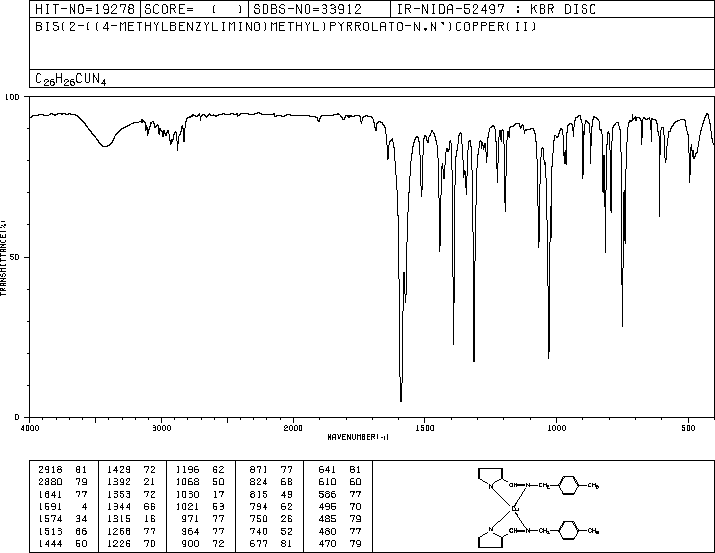 HIT-NO=19278 SCORE= ( ) SDBS-NO=33912 IR-NIDA-52497 : KBR DISC
BIS(2-((4-METHYLBENZYLIMINO)METHYL)PYRROLATO-N,N')COPPER(II)
C26H26CUN4
100
50
0
TRANSMITTANCE(%)
4000 3000 2000 1500 1000 500
WAVENUMBER(-1)
2918 81 1429 72 1196 62 871 77 641 81
2880 79 1392 21 1068 50 824 68 610 60
1641 77 1353 72 1030 17 815 49 586 77
1591 4 1344 66 1021 53 794 62 495 70
1574 34 1315 16 971 77 750 26 485 79
1513 66 1268 77 964 77 740 52 480 77
1444 50 1226 70 900 72 677 81 470 79
CH N CH2 CH3
N
Cu
N
CH N CH2 CH3